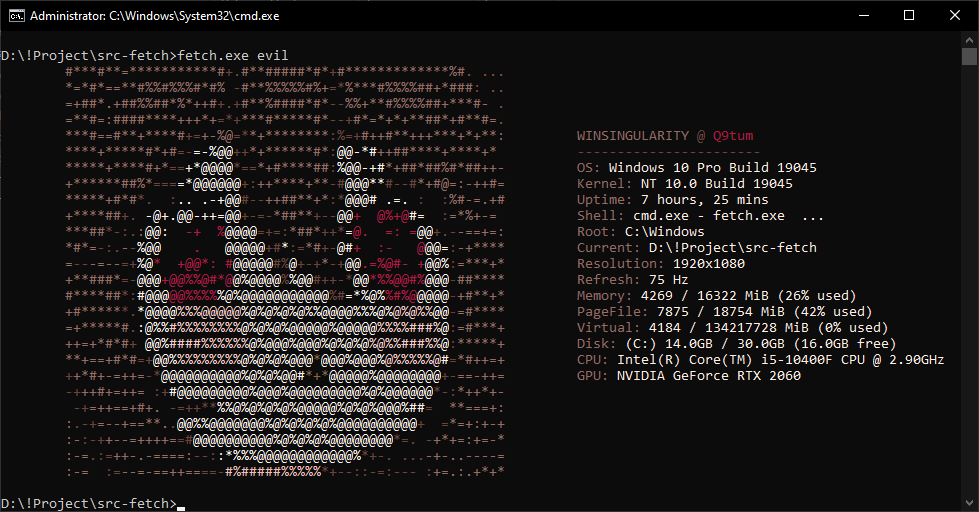 Administrator: C:\Windows\System32\cmd.exe
D:\!Project\src-fetch>fetch.exe evil
WINSINGULARITY @ Q9tum
-----------------------
OS: Windows 10 Pro Build 19045
Kernel: NT 10.0 Build 19045
Uptime: 7 hours, 25 mins
Shell: cmd.exe - fetch.exe  ...
Root: C:\Windows
Current: D:\!Project\src-fetch
Resolution: 1920x1080
Refresh: 75 Hz
Memory: 4269 / 16322 MiB (26% used)
PageFile: 7875 / 18754 MiB (42% used)
Virtual: 4184 / 134217728 MiB (0% used)
Disk: (C:) 14.0GB / 30.0GB (16.0GB free)
CPU: Intel(R) Core(TM) i5-10400F CPU @ 2.90GHz
GPU: NVIDIA GeForce RTX 2060
D:\!Project\src-fetch>